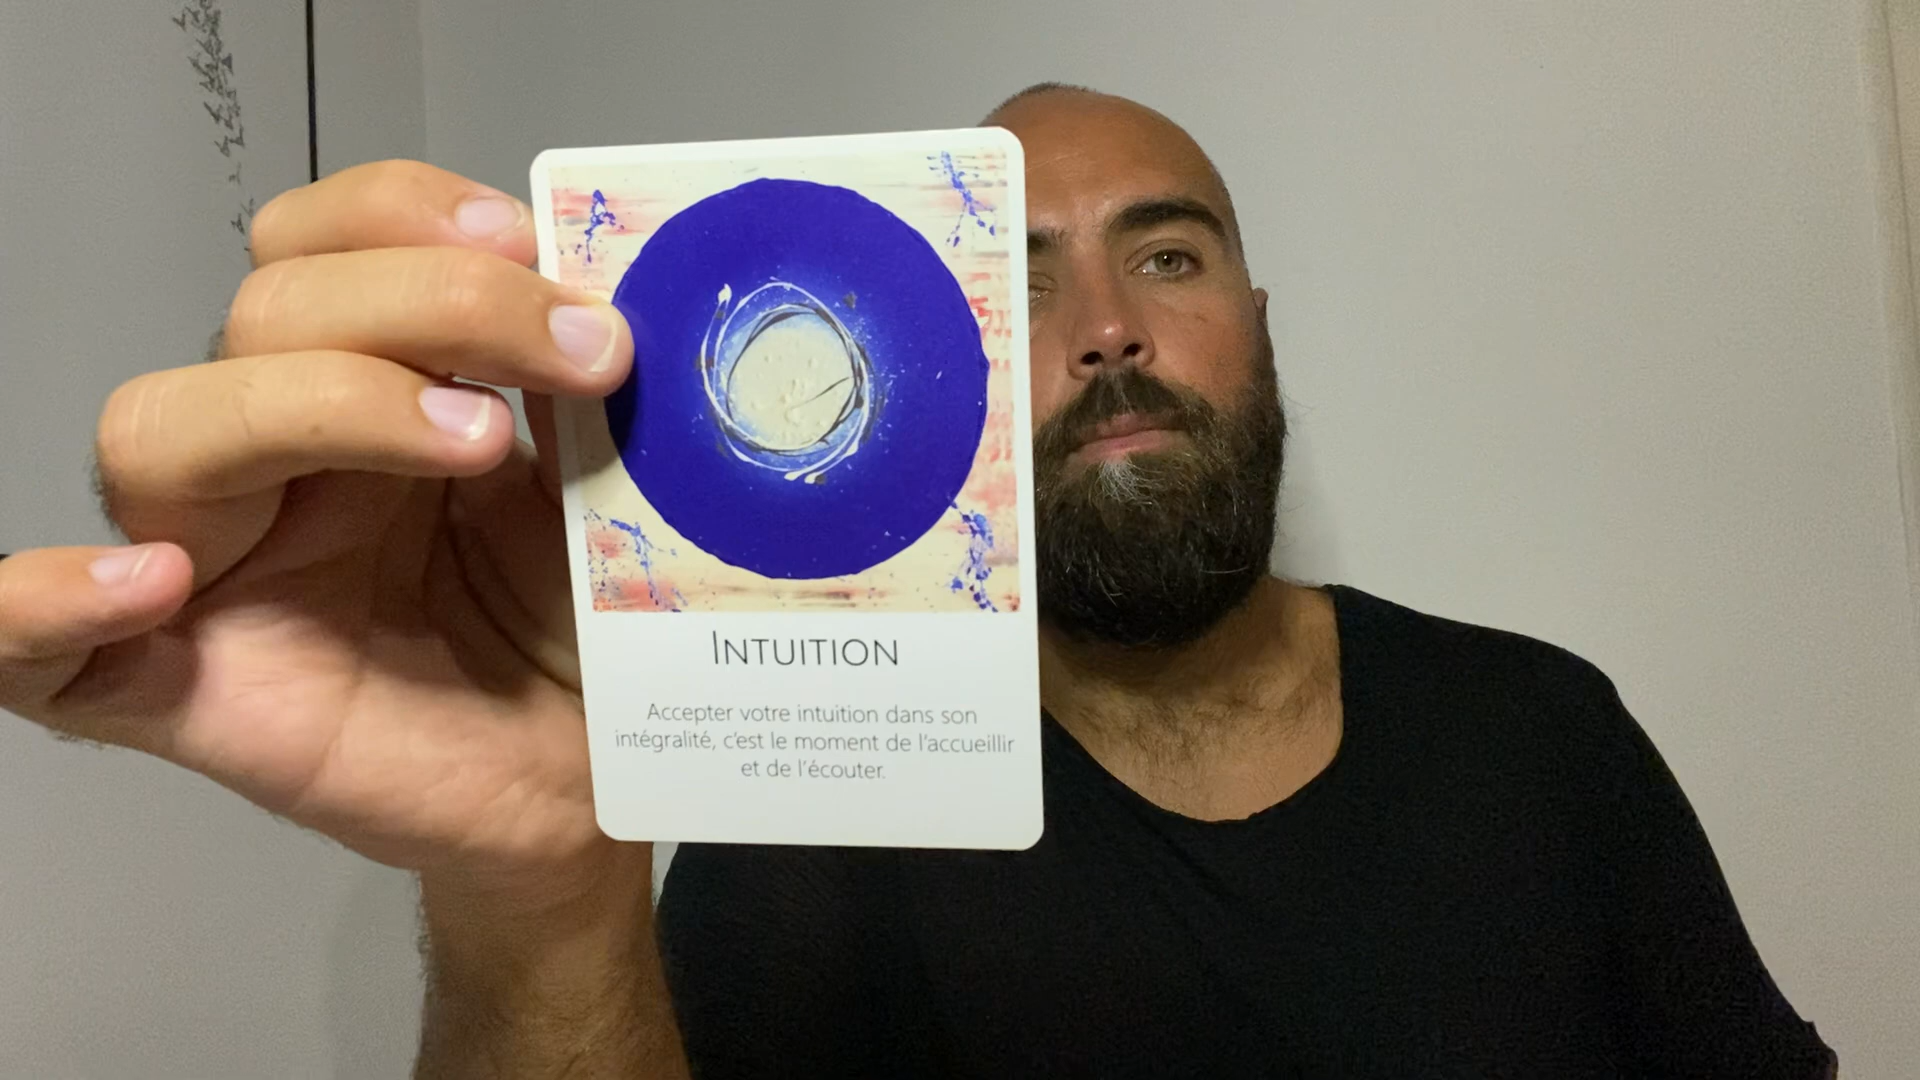 INTUITION
Accepter votre intuition dans son
intégralité, c'est le moment de l'accueillir
et de l'écouter.